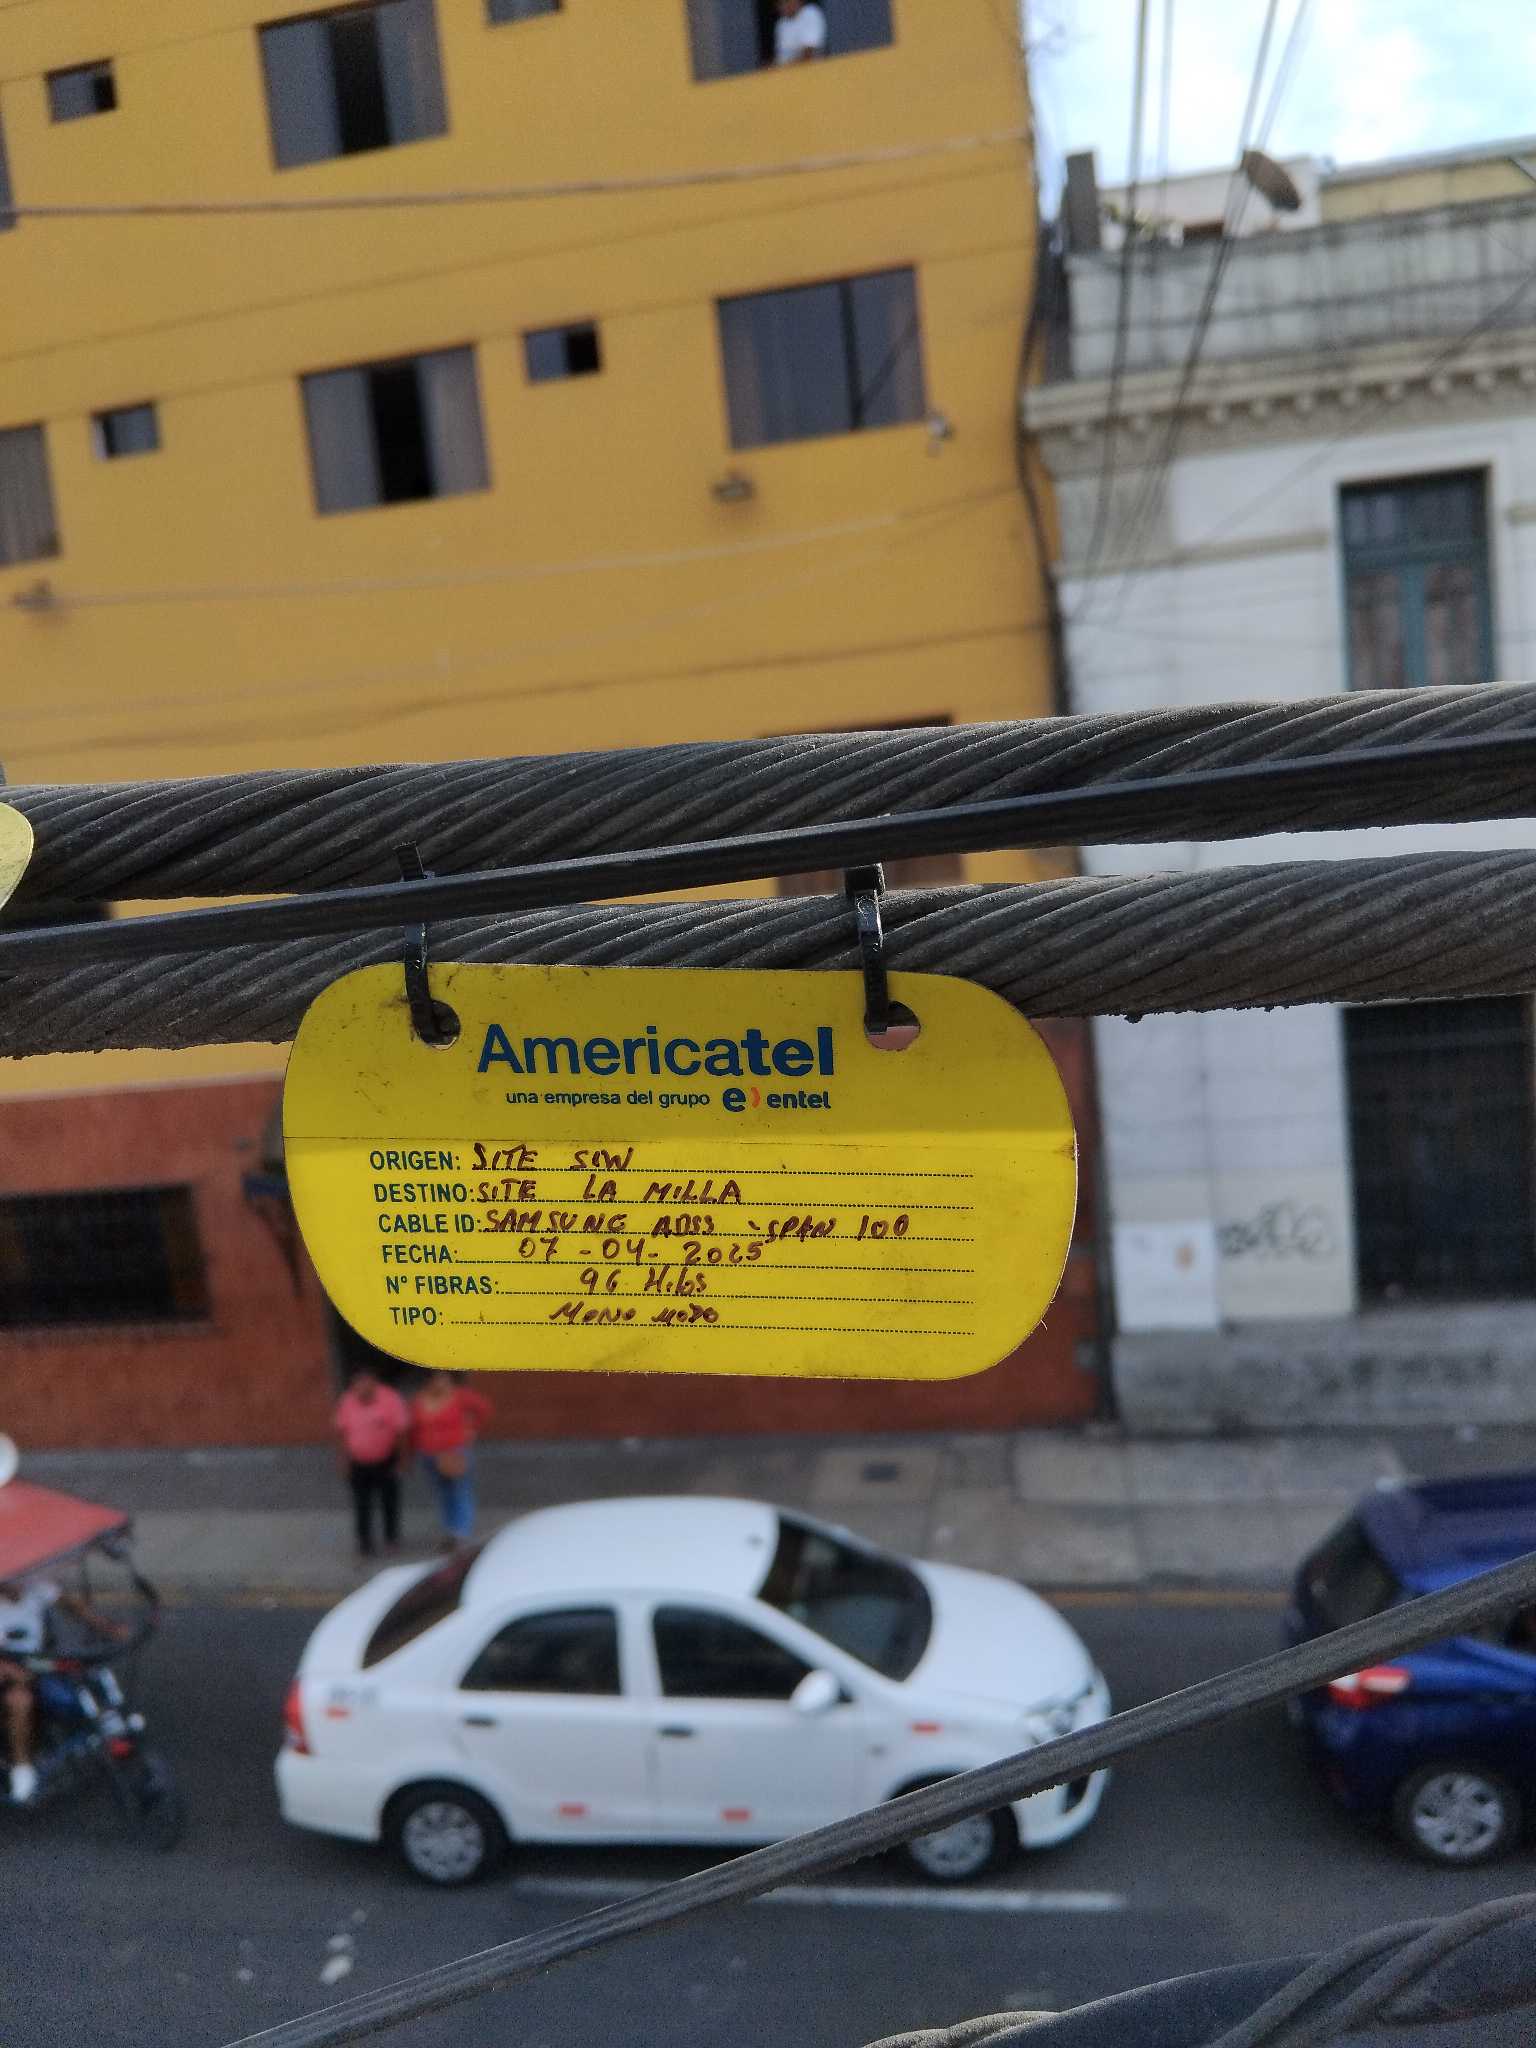 Americatel
una empresa del grupo entel
ORIGEN: SITE SIW
DESTINO: SITE LA MILLA
CABLE ID: SAMSUNG ADSS - SPAN 100
FECHA: 07-04-2025
Nº FIBRAS: 96 Hilos
TIPO: MONO MODO